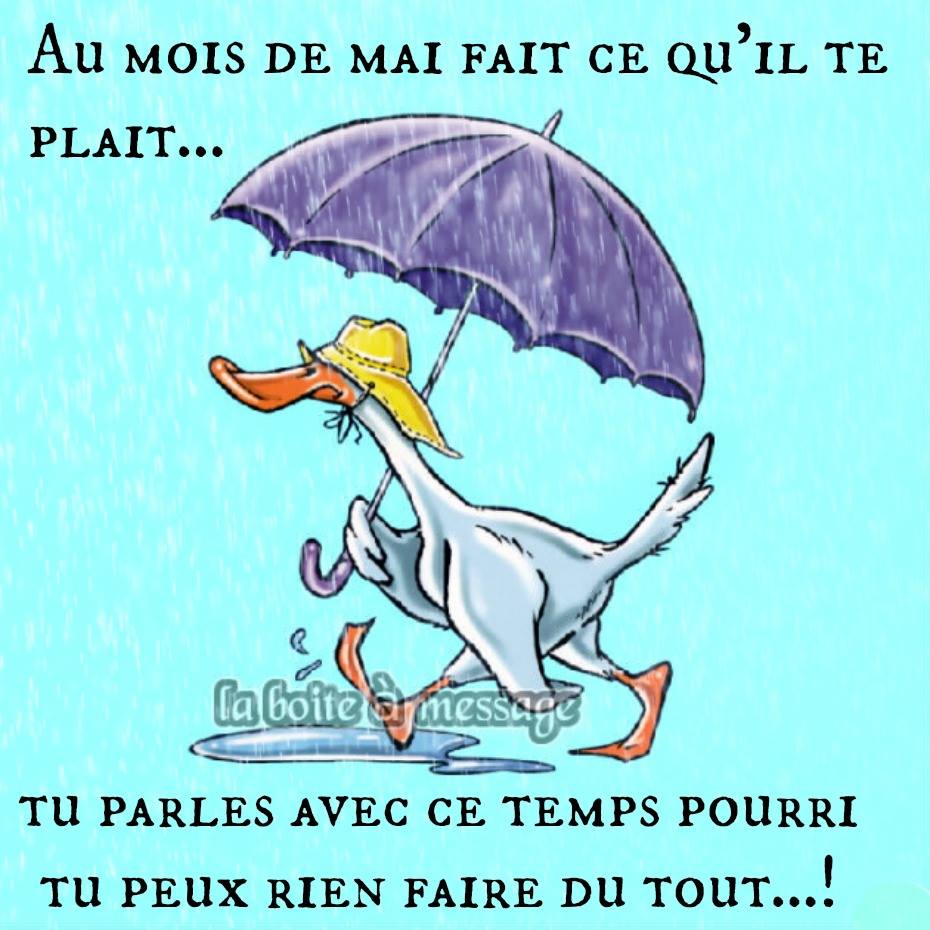 Au mois de mai fait ce qu'il te
plait...
la boite à message
tu parles avec ce temps pourri
tu peux rien faire du tout...!